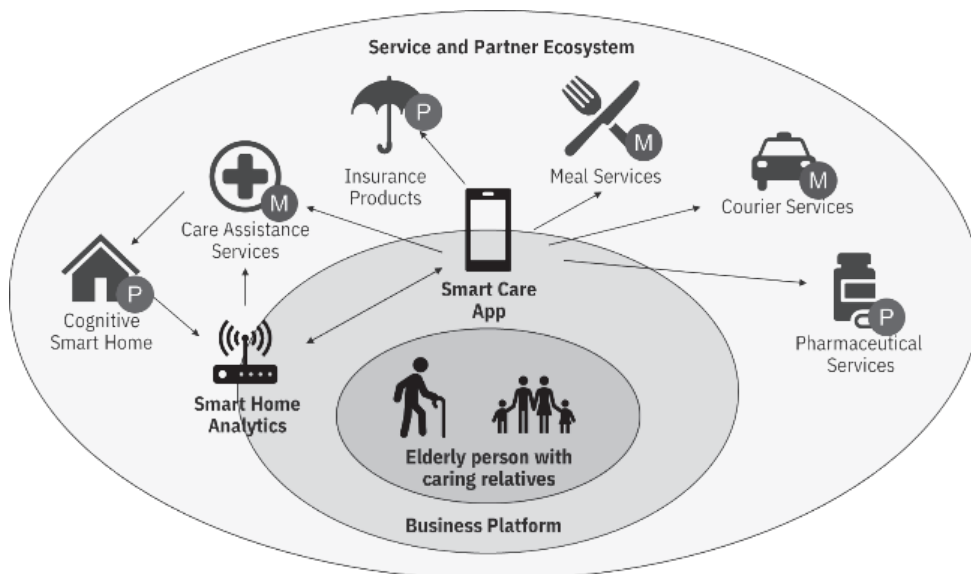 Service and Partner Ecosystem
P
Insurance
Products
M
Meal Services
M
Courier Services
M
Care Assistance
Services
P
Cognitive
Smart Home
Smart Care
App
P
Pharmaceutical
Services
Smart Home
Analytics
Elderly person with
caring relatives
Business Platform